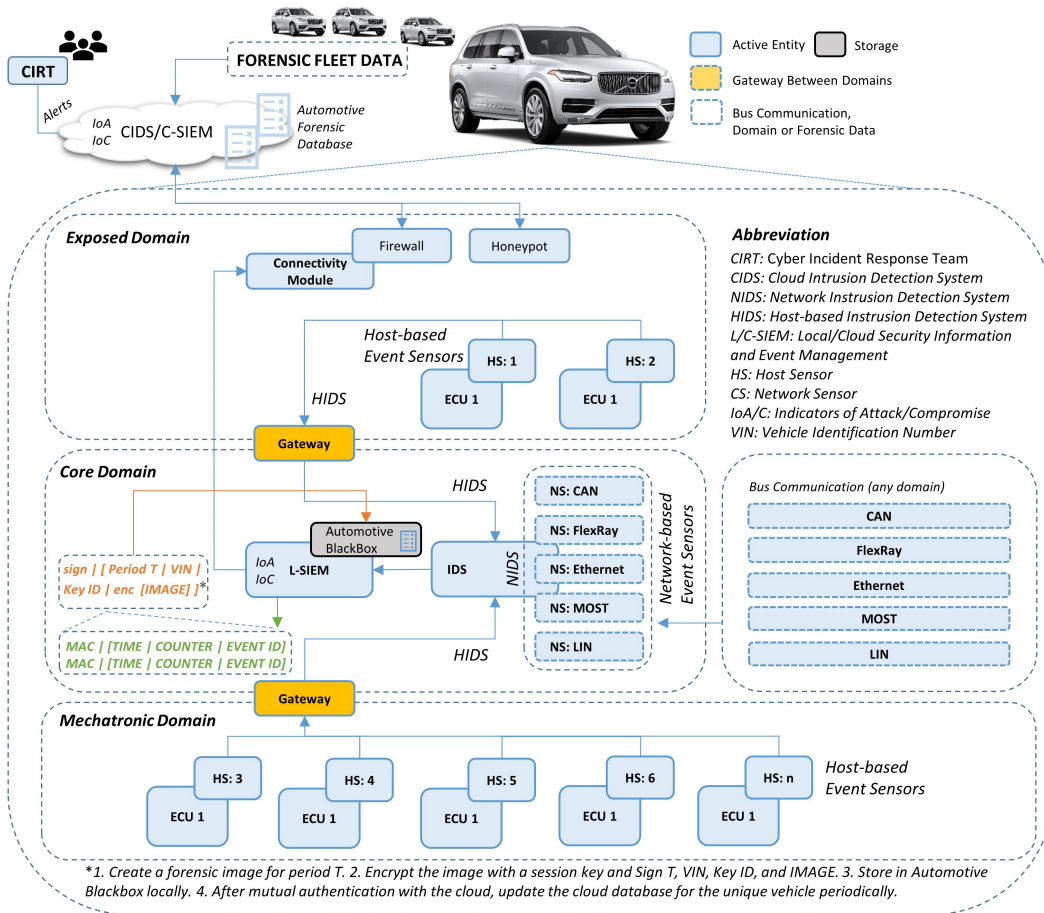 CIRT
Alerts
IoA
IoC
CIDS/C-SIEM
FORENSIC FLEET DATA
Automotive
Forensic
Database
Active Entity
Storage
Gateway Between Domains
Bus Communication,
Domain or Forensic Data
Exposed Domain
Firewall
Honeypot
Connectivity
Module
Host-based
Event Sensors
HS: 1
ECU 1
HS: 2
ECU 1
HIDS
Gateway
Abbreviation
CIRT: Cyber Incident Response Team
CIDS: Cloud Intrusion Detection System
NIDS: Network Instrusion Detection System
HIDS: Host-based Instrusion Detection System
L/C-SIEM: Local/Cloud Security Information
and Event Management
HS: Host Sensor
CS: Network Sensor
IoA/C: Indicators of Attack/Compromise
VIN: Vehicle Identification Number
Core Domain
HIDS
Automotive
BlackBox
IoA
IoC
L-SIEM
IDS
NIDS
NS: CAN
NS: FlexRay
NS: Ethernet
NS: MOST
NS: LIN
Network-based
Event Sensors
sign | [ Period T | VIN |
Key ID | enc [IMAGE] ]*
MAC | [TIME | COUNTER | EVENT ID]
MAC | [TIME | COUNTER | EVENT ID]
HIDS
Gateway
Bus Communication (any domain)
CAN
FlexRay
Ethernet
MOST
LIN
Mechatronic Domain
HS: 3
ECU 1
HS: 4
ECU 1
HS: 5
ECU 1
HS: 6
ECU 1
HS: n
ECU 1
Host-based
Event Sensors
*1. Create a forensic image for period T. 2. Encrypt the image with a session key and Sign T, VIN, Key ID, and IMAGE. 3. Store in Automotive
Blackbox locally. 4. After mutual authentication with the cloud, update the cloud database for the unique vehicle periodically.